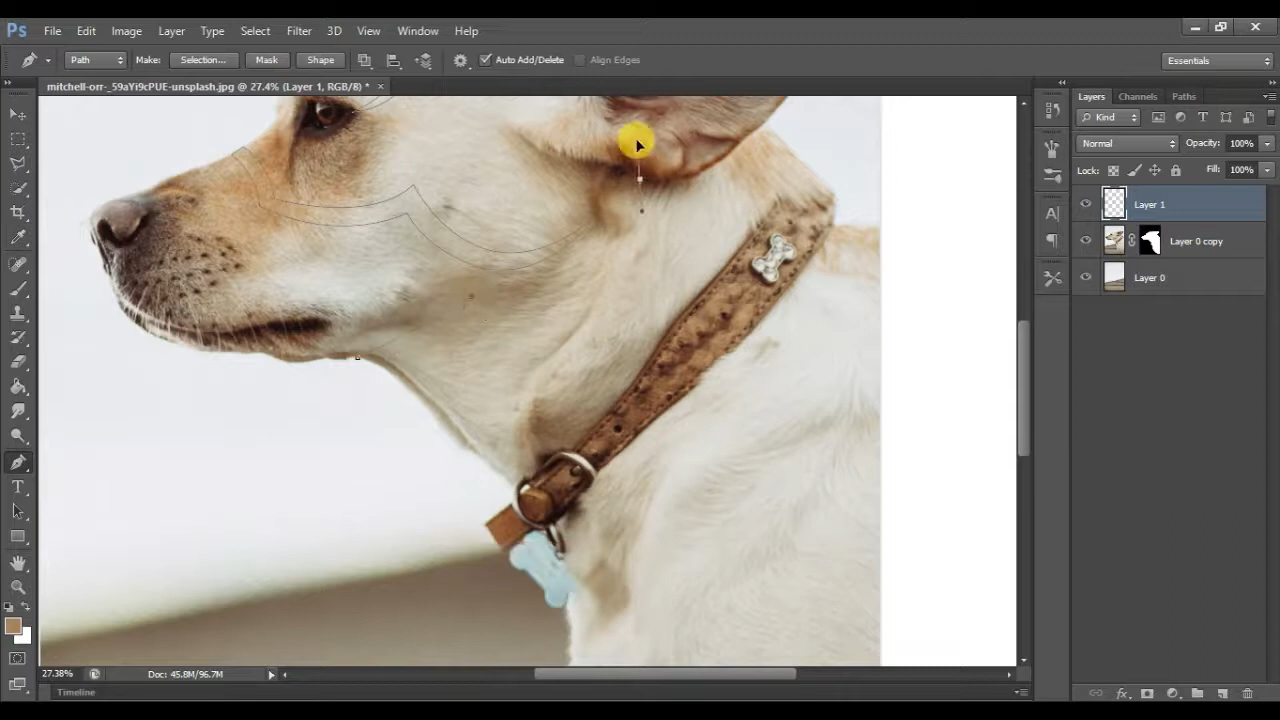 Ps File Edit Image Layer Type Select Filter 3D View Window Help
Path Make: Selection... Mask Shape Auto Add/Delete Align Edges Essentials
mitchell-orr-_59aYi9cPUE-unsplash.jpg @ 27.4% (Layer 1, RGB/8) * ×
Layers Channels Paths
Kind
Normal Opacity: 100%
Lock: Fill: 100%
Layer 1
Layer 0 copy
Layer 0
27.38% Doc: 45.8M/96.7M
Timeline